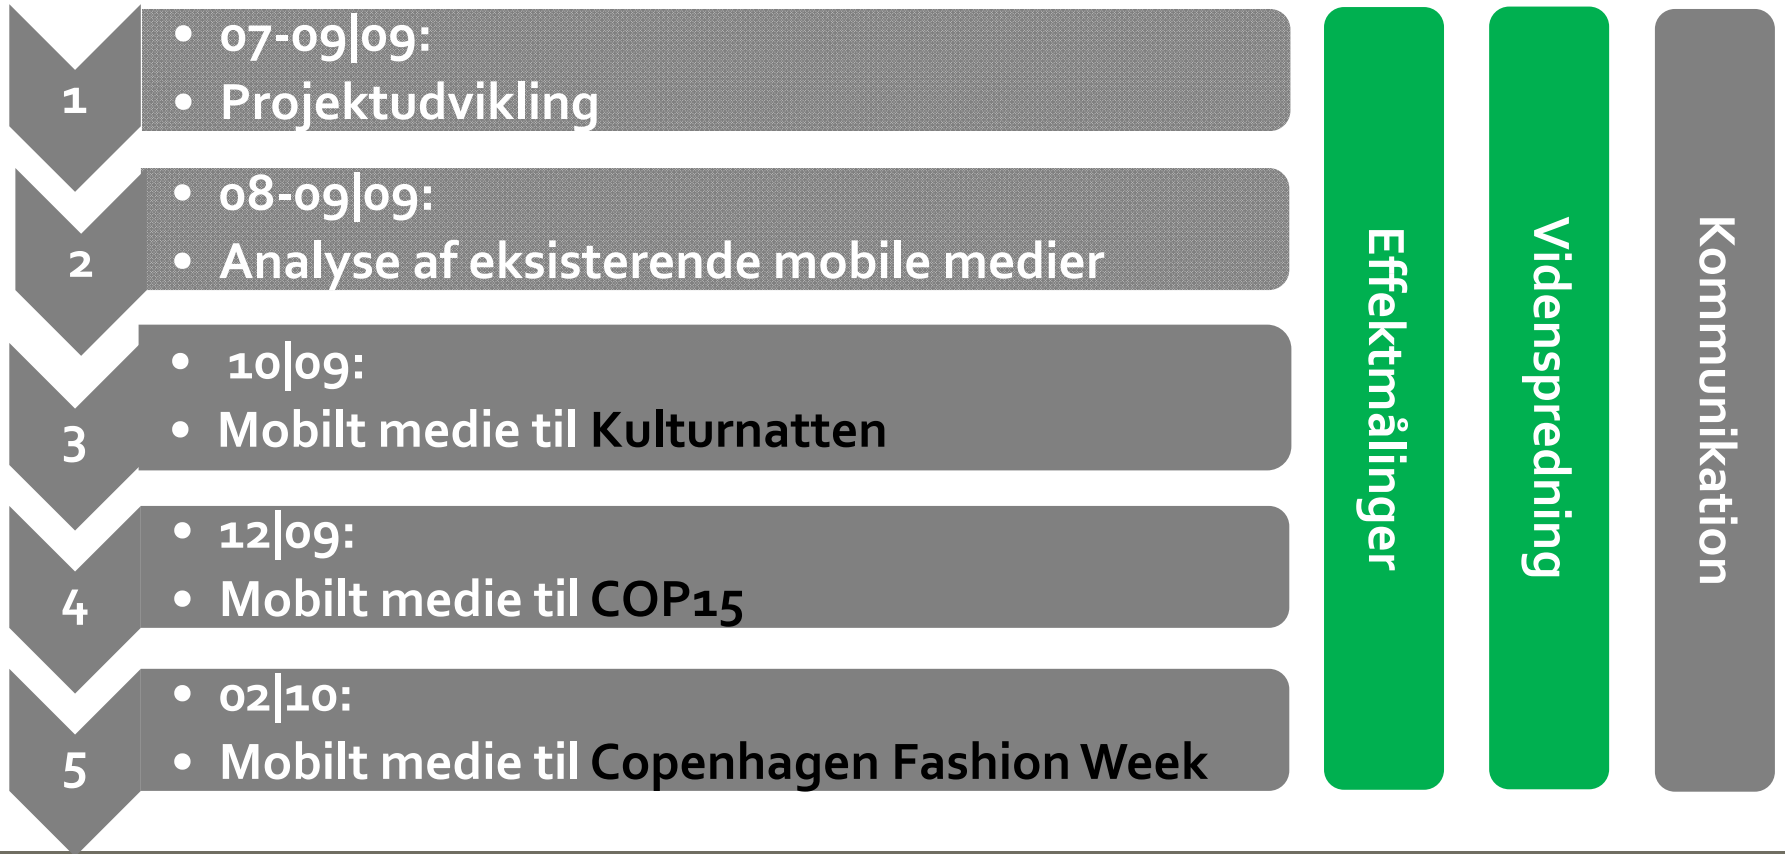 1
• 07-09|09:
• Projektudvikling
2
• 08-09|09:
• Analyse af eksisterende mobile medier
3
• 10|09:
• Mobilt medie til Kulturnatten
4
• 12|09:
• Mobilt medie til COP15
5
• 02|10:
• Mobilt medie til Copenhagen Fashion Week
Effektmålinger
Vidensspredning
Kommunikation